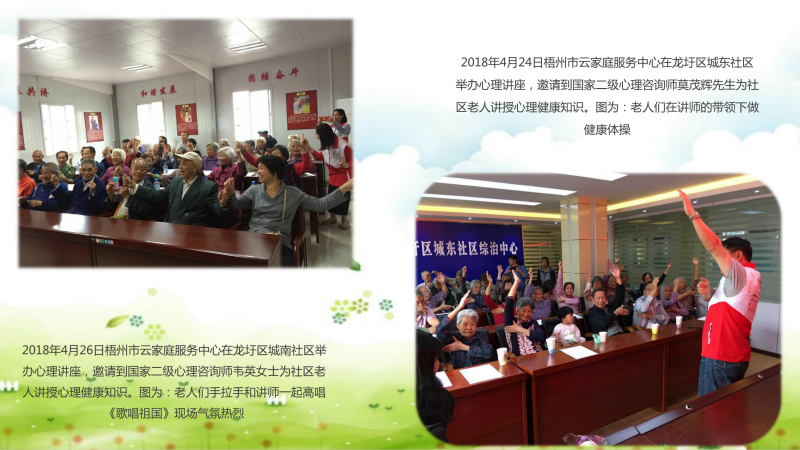 团结奋斗
和谐发展
共济
2018年4月24日梧州市云家庭服务中心在龙圩区城东社区
举办心理讲座，邀请到国家二级心理咨询师莫茂辉先生为社
区老人讲授心理健康知识。图为：老人们在讲师的带领下做
健康体操
圩区城东社区综治中心
2018年4月26日梧州市云家庭服务中心在龙圩区城南社区举
办心理讲座，邀请到国家二级心理咨询师韦英女士为社区老
人讲授心理健康知识。图为：老人们手拉手和讲师一起高唱
《歌唱祖国》现场气氛热烈